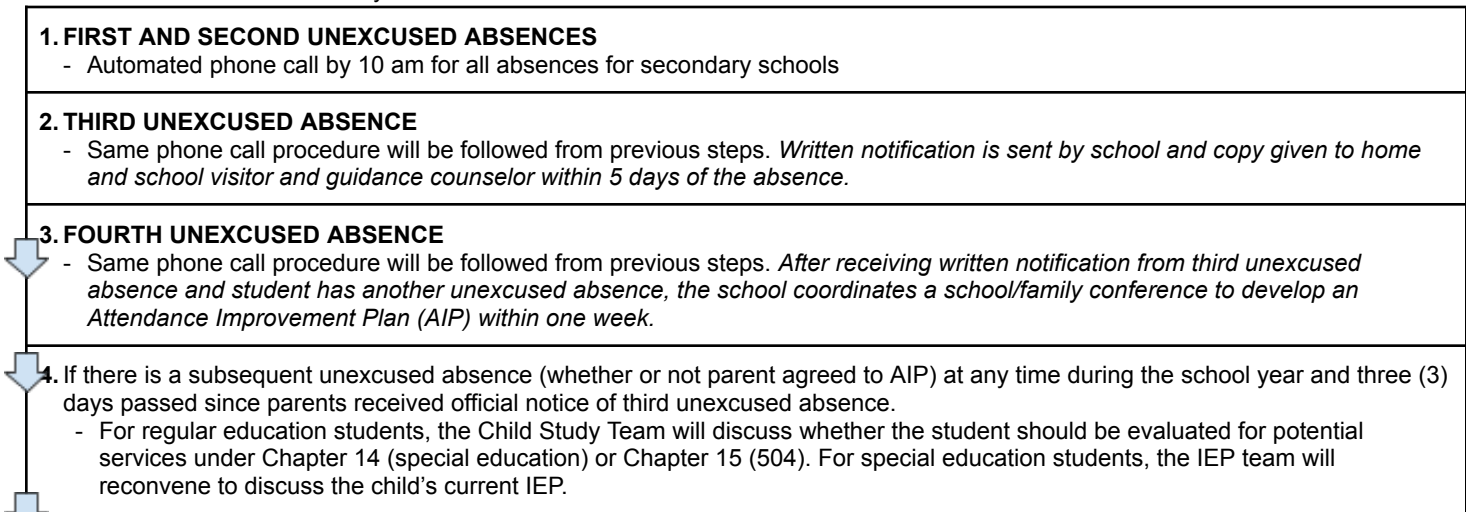 1. FIRST AND SECOND UNEXCUSED ABSENCES
- Automated phone call by 10 am for all absences for secondary schools
2. THIRD UNEXCUSED ABSENCE
- Same phone call procedure will be followed from previous steps. Written notification is sent by school and copy given to home
and school visitor and guidance counselor within 5 days of the absence.
3. FOURTH UNEXCUSED ABSENCE
- Same phone call procedure will be followed from previous steps. After receiving written notification from third unexcused
absence and student has another unexcused absence, the school coordinates a school/family conference to develop an
Attendance Improvement Plan (AIP) within one week.
4. If there is a subsequent unexcused absence (whether or not parent agreed to AIP) at any time during the school year and three (3)
days passed since parents received official notice of third unexcused absence.
- For regular education students, the Child Study Team will discuss whether the student should be evaluated for potential
services under Chapter 14 (special education) or Chapter 15 (504). For special education students, the IEP team will
reconvene to discuss the child’s current IEP.